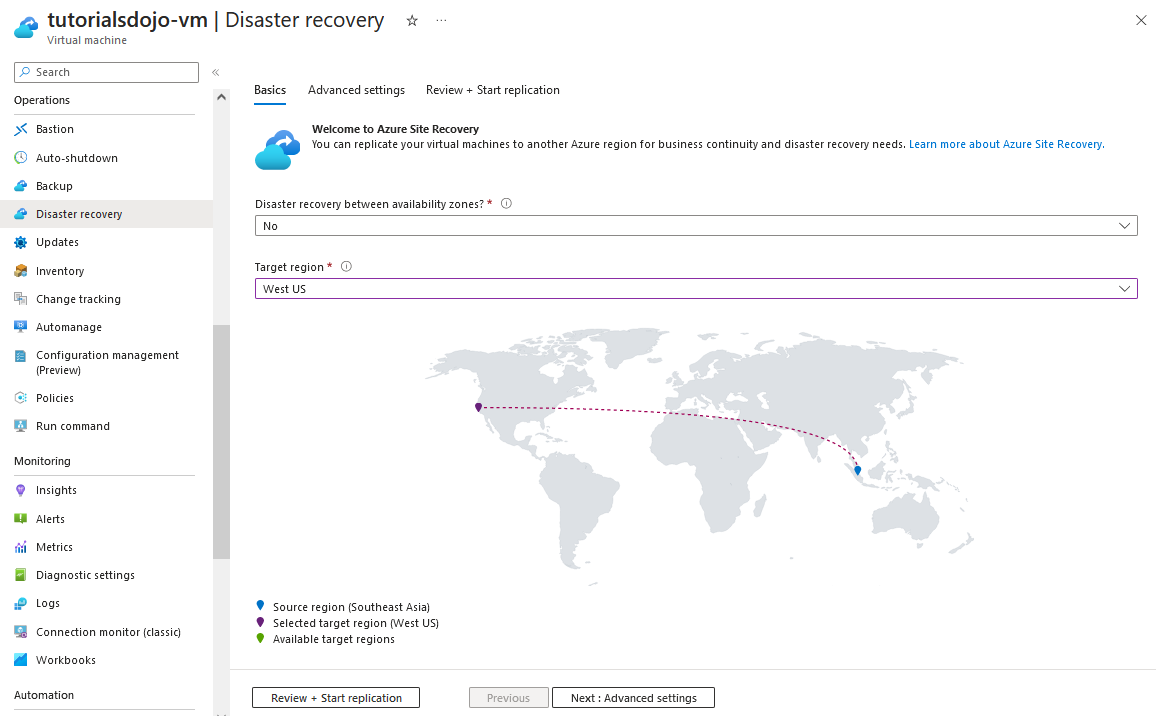 tutorialsdojo-vm | Disaster recovery
Virtual machine
Search
Operations
Bastion
Auto-shutdown
Backup
Disaster recovery
Updates
Inventory
Change tracking
Automanage
Configuration management
(Preview)
Policies
Run command
Monitoring
Insights
Alerts
Metrics
Diagnostic settings
Logs
Connection monitor (classic)
Workbooks
Automation
Basics
Advanced settings
Review + Start replication
Welcome to Azure Site Recovery
You can replicate your virtual machines to another Azure region for business continuity and disaster recovery needs. Learn more about Azure Site Recovery.
Disaster recovery between availability zones? *
No
Target region *
West US
Source region (Southeast Asia)
Selected target region (West US)
Available target regions
Review + Start replication
Previous
Next : Advanced settings